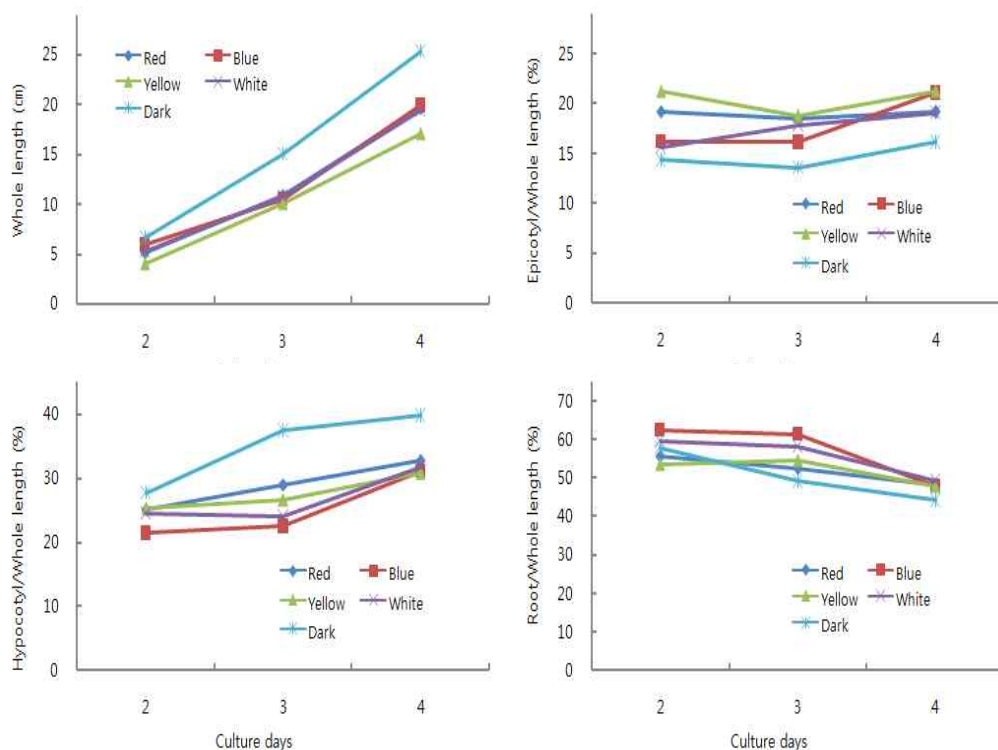 Whole length (㎝)
25
20
15
10
5
0
Red Blue
Yellow White
Dark
2 3 4
Epicotyl/Whole length (%)
25
20
15
10
5
0
Red Blue
Yellow White
Dark
2 3 4
Hypocotyl/Whole length (%)
40
30
20
10
0
Red Blue
Yellow White
Dark
2 3 4
Culture days
Root/Whole length (%)
70
60
50
40
30
20
10
0
Red Blue
Yellow White
Dark
2 3 4
Culture days